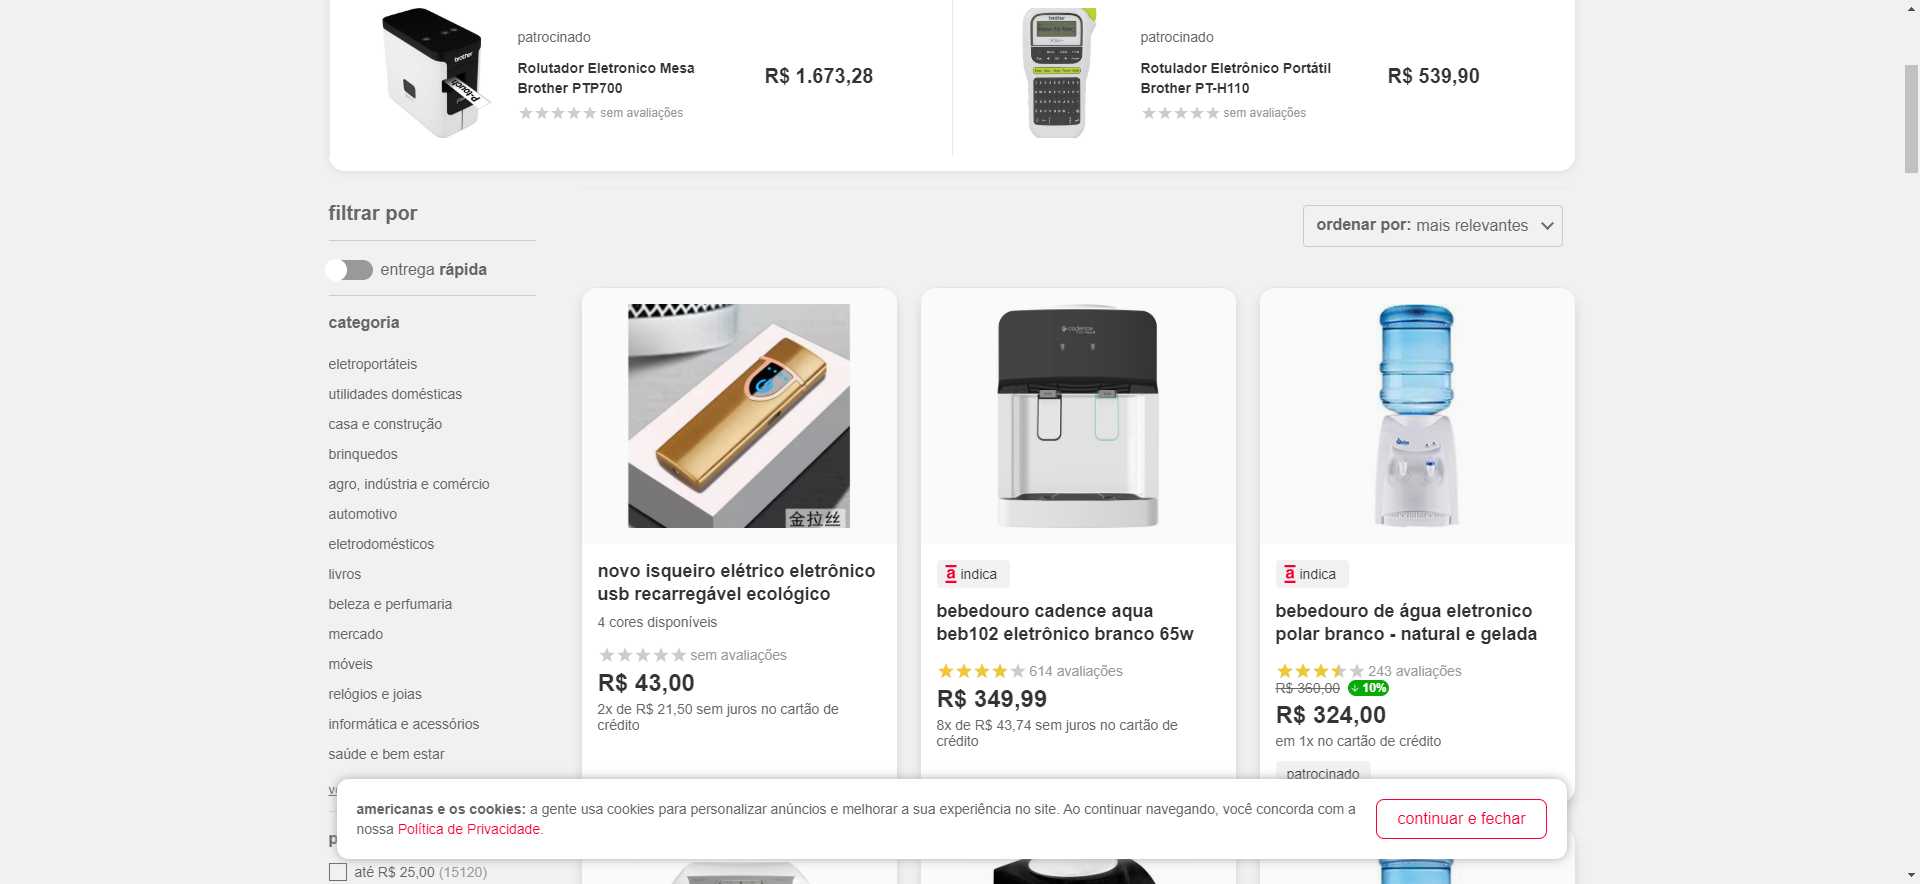 patrocinado
Rolutador Eletronico Mesa
Brother PTP700
sem avaliações
R$ 1.673,28
patrocinado
Rotulador Eletrônico Portátil
Brother PT-H110
sem avaliações
R$ 539,90
filtrar por
ordenar por: mais relevantes
entrega rápida
categoria
eletroportáteis
utilidades domésticas
casa e construção
brinquedos
agro, indústria e comércio
automotivo
eletrodomésticos
livros
beleza e perfumaria
mercado
móveis
relógios e joias
informática e acessórios
saúde e bem estar
até R$ 25,00 (15120)
金拉丝
novo isqueiro elétrico eletrônico
usb recarregável ecológico
4 cores disponíveis
sem avaliações
R$ 43,00
2x de R$ 21,50 sem juros no cartão de
crédito
cadence
a indica
bebedouro cadence aqua
beb102 eletrônico branco 65w
614 avaliações
R$ 349,99
8x de R$ 43,74 sem juros no cartão de
crédito
a indica
bebedouro de água eletronico
polar branco - natural e gelada
243 avaliações
R$ 360,00 10%
R$ 324,00
em 1x no cartão de crédito
patrocinado
americanas e os cookies: a gente usa cookies para personalizar anúncios e melhorar a sua experiência no site. Ao continuar navegando, você concorda com a
nossa Política de Privacidade.
continuar e fechar